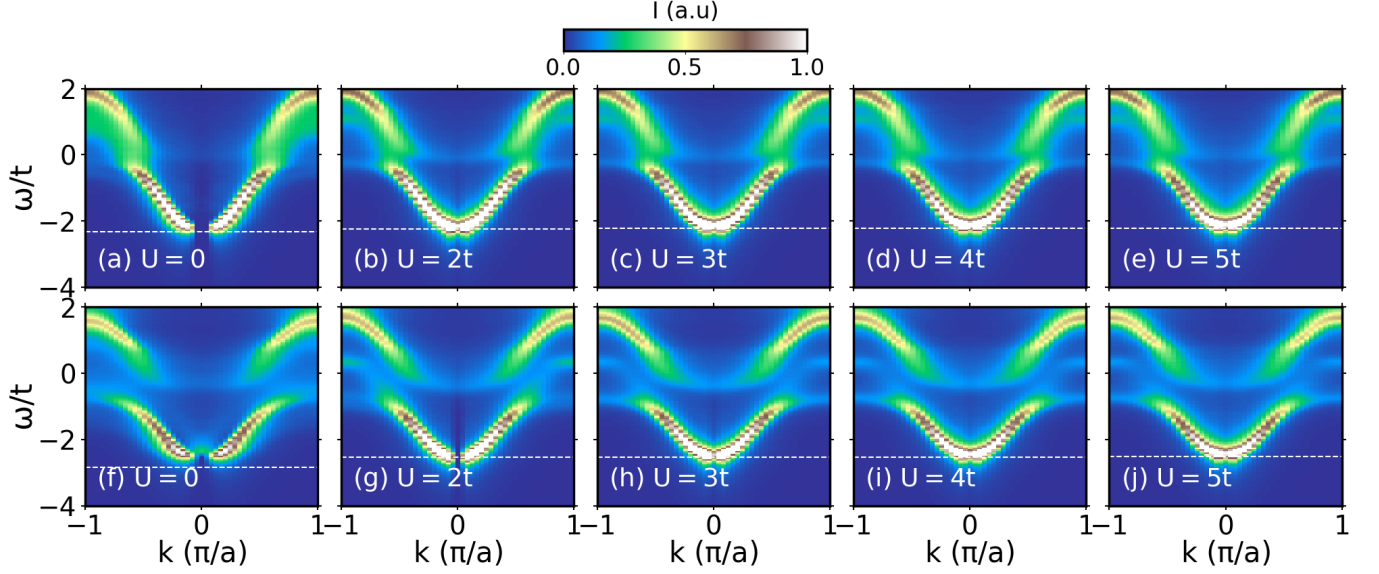 I (a.u)
0.0 0.5 1.0
ω/t
2
0
−2
−4
(a) U = 0
(b) U = 2t
(c) U = 3t
(d) U = 4t
(e) U = 5t
ω/t
2
0
−2
−4
(f) U = 0
(g) U = 2t
(h) U = 3t
(i) U = 4t
(j) U = 5t
−1 0 1 −1 0 1 −1 0 1 −1 0 1 −1 0 1
k (π/a) k (π/a) k (π/a) k (π/a) k (π/a)